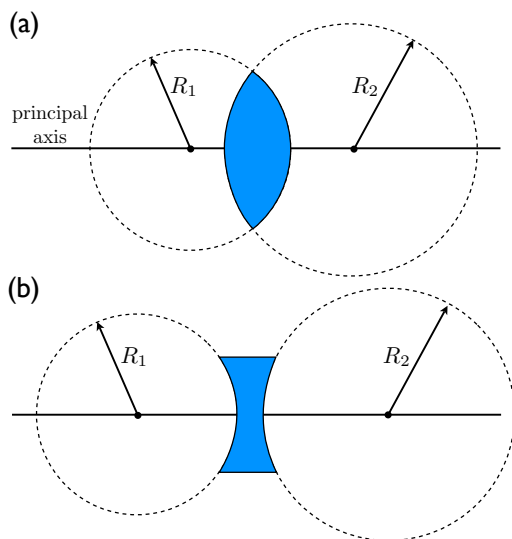 (a)
R₁
R₂
principal
axis
(b)
R₁
R₂